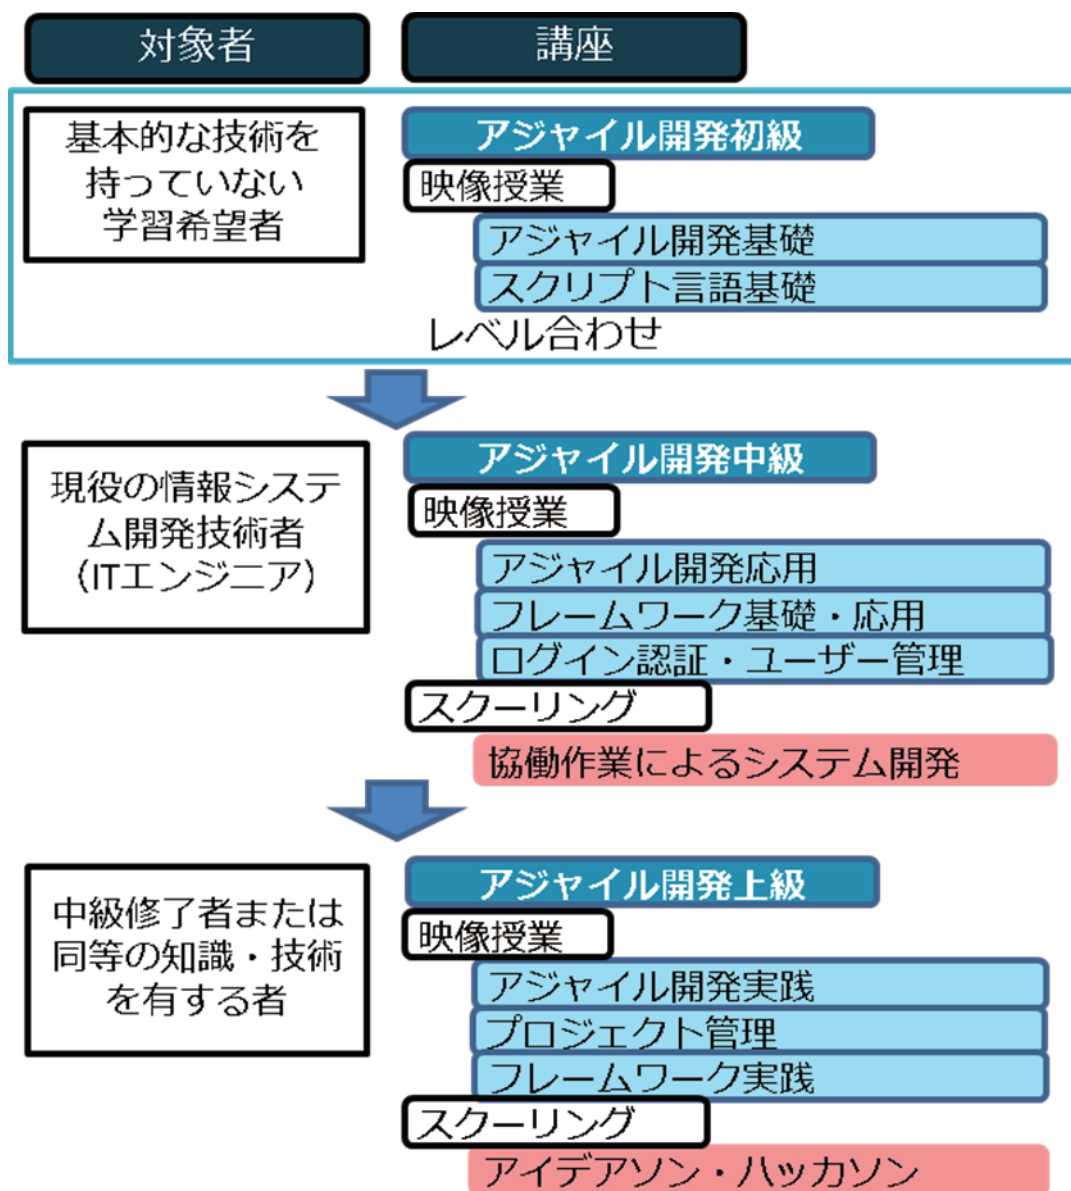 対象者
講座
基本的な技術を
持っていない
学習希望者
アジャイル開発初級
映像授業
アジャイル開発基礎
スクリプト言語基礎
レベル合わせ
現役の情報システ
ム開発技術者
（ITエンジニア）
アジャイル開発中級
映像授業
アジャイル開発応用
フレームワーク基礎・応用
ログイン認証・ユーザー管理
スクーリング
協働作業によるシステム開発
中級修了者または
同等の知識・技術
を有する者
アジャイル開発上級
映像授業
アジャイル開発実践
プロジェクト管理
フレームワーク実践
スクーリング
アイデアソン・ハッカソン